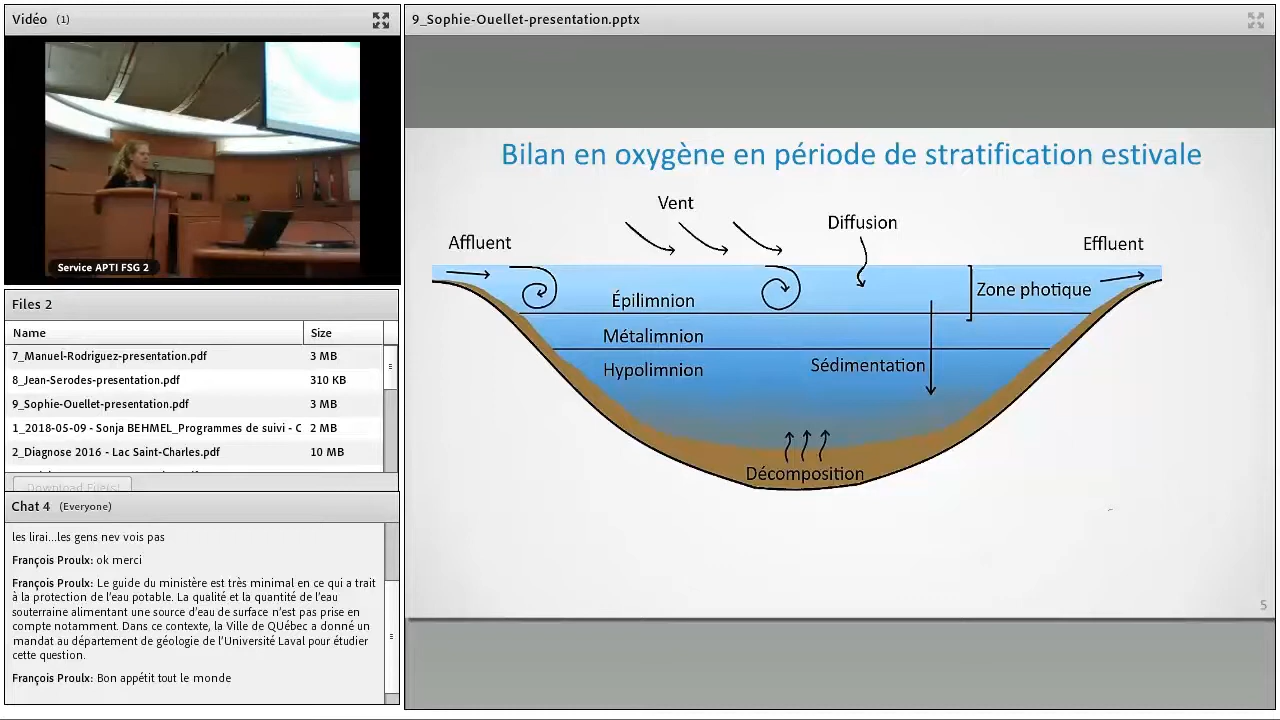 Vidéo (1)
Service APTI FSG 2
Files 2
Name Size
7_Manuel-Rodriguez-presentation.pdf 3 MB
8_Jean-Serodes-presentation.pdf 310 KB
9_Sophie-Ouellet-presentation.pdf 3 MB
1_2018-05-09 - Sonja BEHMEL_Programmes de suivi - C 2 MB
2_Diagnose 2016 - Lac Saint-Charles.pdf 10 MB
Download File(s)
Chat 4 (Everyone)
les lirai...les gens nev vois pas
François Proulx: ok merci
François Proulx: Le guide du ministère est très minimal en ce qui a trait
à la protection de l'eau potable. La qualité et la quantité de l'eau
souterraine alimentant une source d'eau de surface n'est pas prise en
compte notamment. Dans ce contexte, la Ville de QUébec a donné un
mandat au département de géologie de l'Université Laval pour étudier
cette question.
François Proulx: Bon appétit tout le monde
9_Sophie-Ouellet-presentation.pptx
Bilan en oxygène en période de stratification estivale
Vent
Diffusion
Affluent
Effluent
Zone photique
Épilimnion
Métalimnion
Sédimentation
Hypolimnion
Décomposition
5